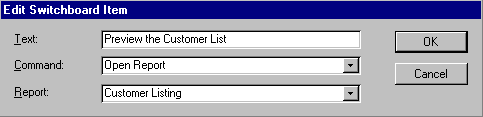 Edit Switchboard Item
Text: Preview the Customer List OK
Command: Open Report
Cancel
Report: Customer Listing